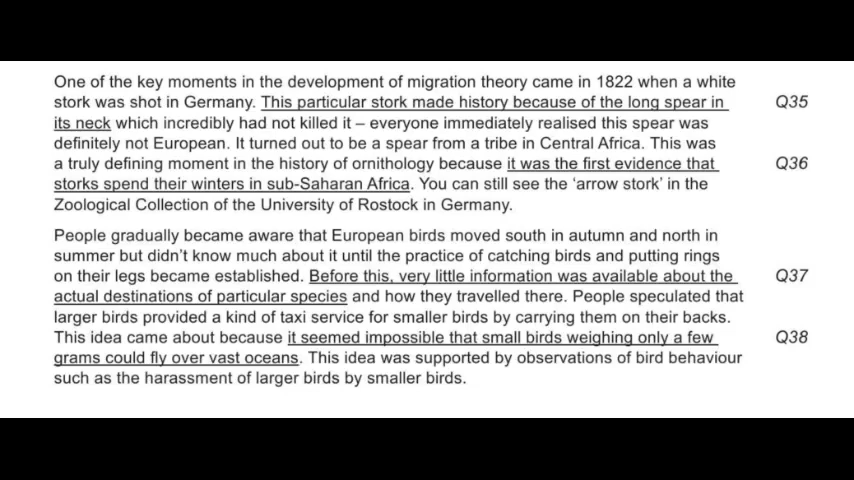 One of the key moments in the development of migration theory came in 1822 when a white
stork was shot in Germany. This particular stork made history because of the long spear in Q35
its neck which incredibly had not killed it – everyone immediately realised this spear was
definitely not European. It turned out to be a spear from a tribe in Central Africa. This was
a truly defining moment in the history of ornithology because it was the first evidence that Q36
storks spend their winters in sub-Saharan Africa. You can still see the ‘arrow stork’ in the
Zoological Collection of the University of Rostock in Germany.
People gradually became aware that European birds moved south in autumn and north in
summer but didn’t know much about it until the practice of catching birds and putting rings
on their legs became established. Before this, very little information was available about the Q37
actual destinations of particular species and how they travelled there. People speculated that
larger birds provided a kind of taxi service for smaller birds by carrying them on their backs.
This idea came about because it seemed impossible that small birds weighing only a few Q38
grams could fly over vast oceans. This idea was supported by observations of bird behaviour
such as the harassment of larger birds by smaller birds.